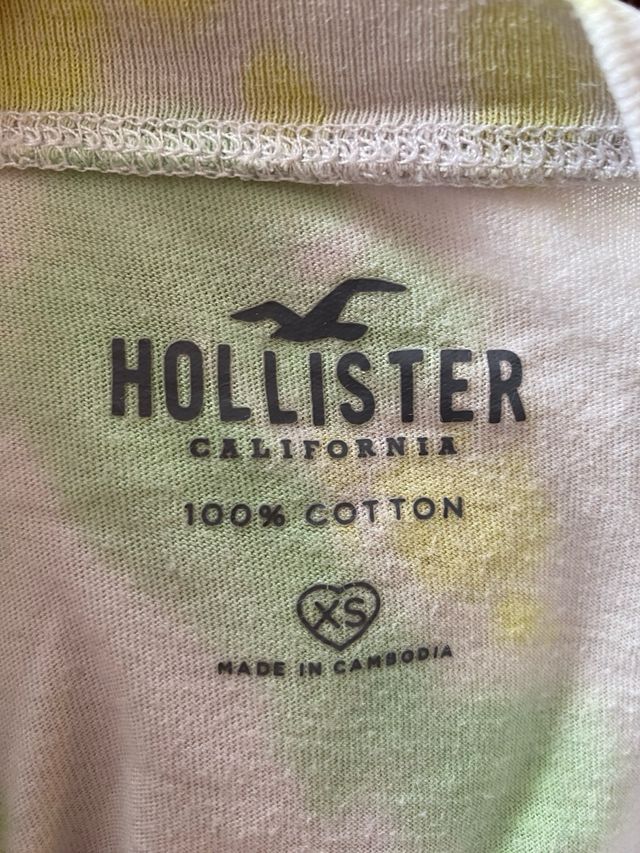 HOLLISTER
CALIFORNIA
100% COTTON
XS
MADE IN CAMBODIA